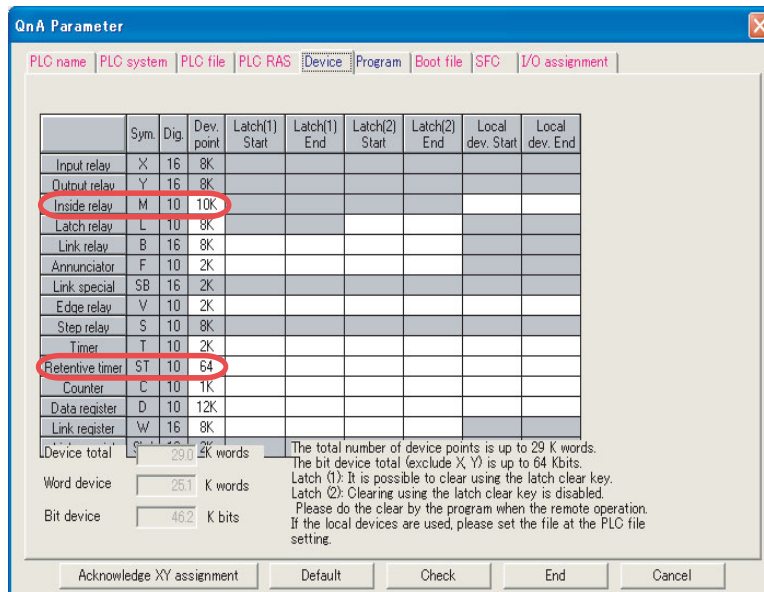 QnA Parameter
PLC name PLC system PLC file PLC RAS Device Program Boot file SFC I/O assignment
Sym. Dig. Dev. point Latch(1) Start Latch(1) End Latch(2) Start Latch(2) End Local dev. Start Local dev. End
Input relay X 16 8K
Output relay Y 16 8K
Inside relay M 10 10K
Latch relay L 10 8K
Link relay B 16 8K
Annunciator F 10 2K
Link special SB 16 2K
Edge relay V 10 2K
Step relay S 10 8K
Timer T 10 2K
Retentive timer ST 10 64
Counter C 10 1K
Data register D 10 12K
Link register W 16 8K
2K
Device total 29.0 K words
Word device 25.1 K words
Bit device 46.2 K bits
The total number of device points is up to 29 K words.
The bit device total (exclude X, Y) is up to 64 Kbits.
Latch (1): It is possible to clear using the latch clear key.
Latch (2): Clearing using the latch clear key is disabled.
Please do the clear by the program when the remote operation.
If the local devices are used, please set the file at the PLC file
setting.
Acknowledge XY assignment Default Check End Cancel